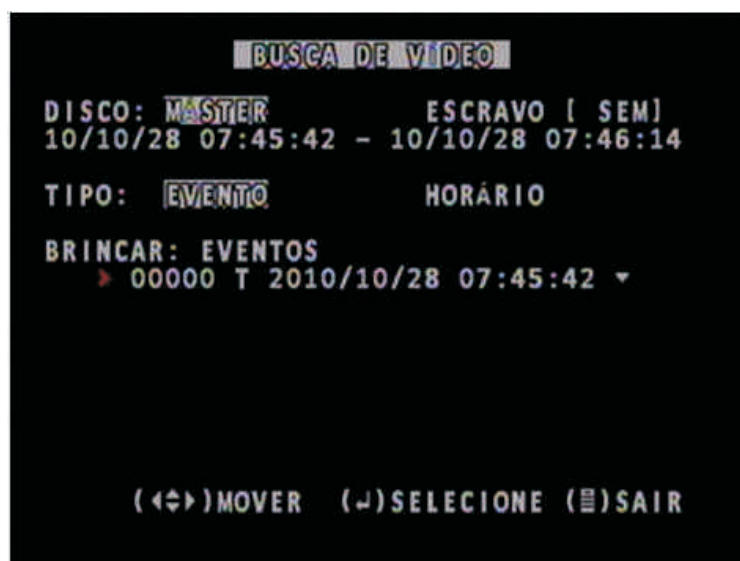 BUSCA DE VÍDEO
DISCO: MASTER ESCRAVO [ SEM]
10/10/28 07:45:42 – 10/10/28 07:46:14
TIPO: EVENTO HORÁRIO
BRINCAR: EVENTOS
00000 T 2010/10/28 07:45:42
( )MOVER (↵)SELECIONE ( )SAIR